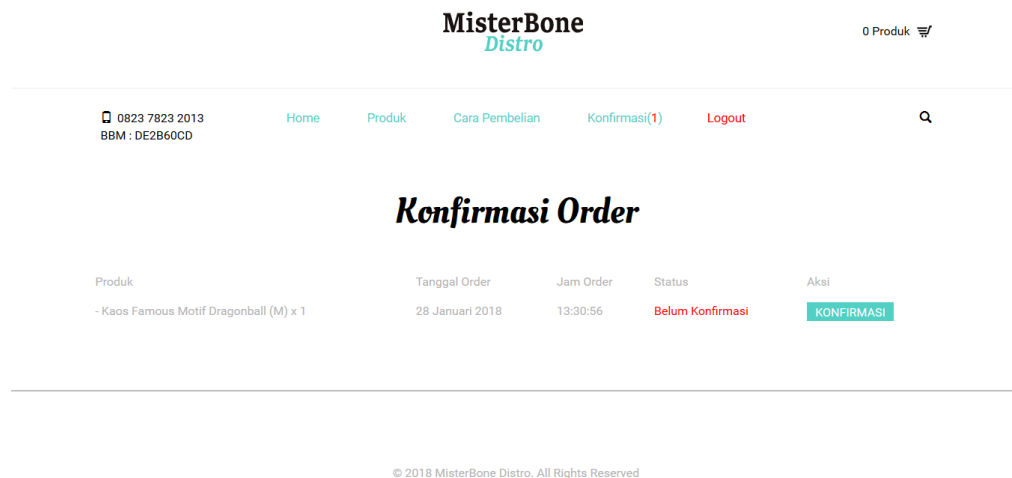 MisterBone
Distro
0 Produk
0823 7823 2013
BBM : DE2B60CD
Home Produk Cara Pembelian Konfirmasi(1) Logout
Konfirmasi Order
Produk Tanggal Order Jam Order Status Aksi
- Kaos Famous Motif Dragonball (M) x 1 28 Januari 2018 13:30:56 Belum Konfirmasi KONFIRMASI
© 2018 MisterBone Distro. All Rights Reserved